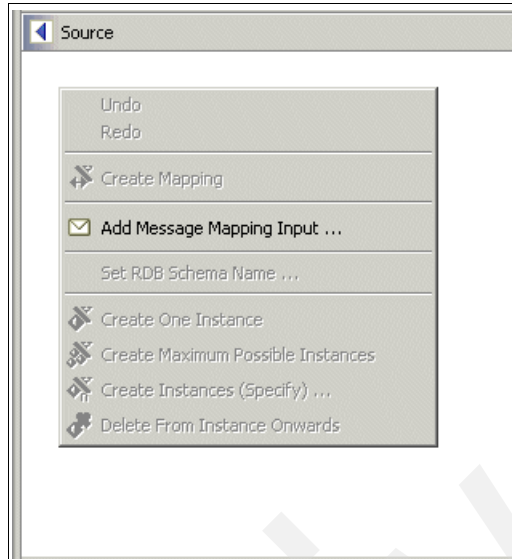 Source
Undo
Redo
Create Mapping
Add Message Mapping Input ...
Set RDB Schema Name ...
Create One Instance
Create Maximum Possible Instances
Create Instances (Specify) ...
Delete From Instance Onwards